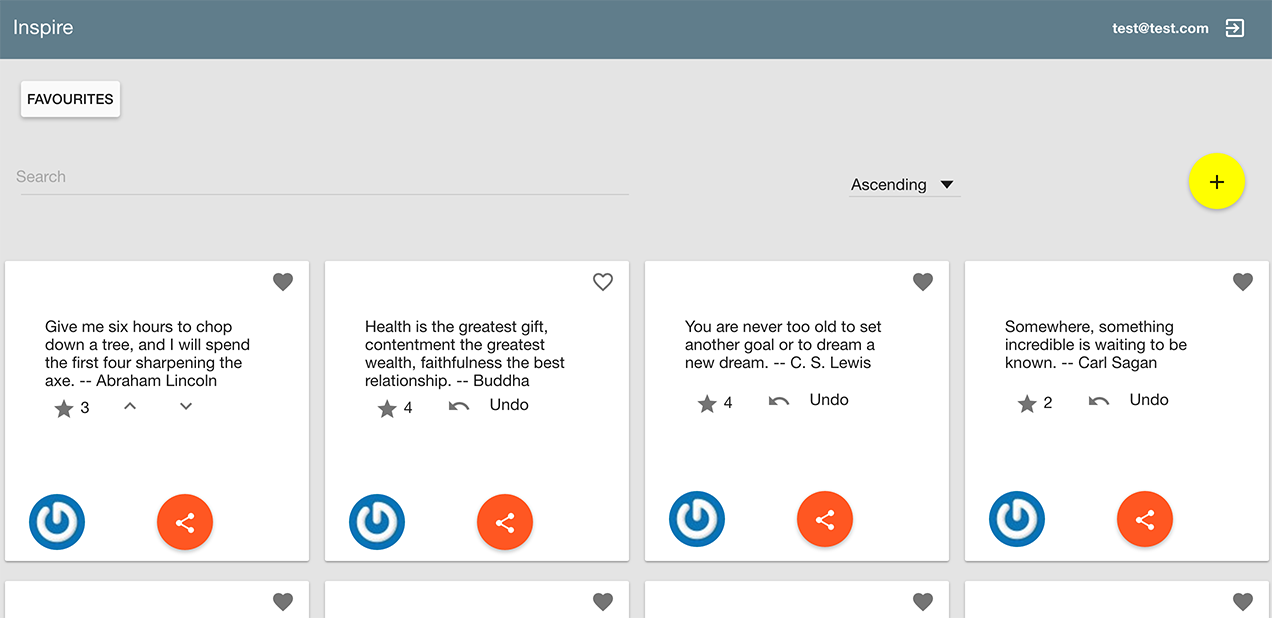 Inspire
test@test.com
FAVOURITES
Search
Ascending
Give me six hours to chop
down a tree, and I will spend
the first four sharpening the
axe. -- Abraham Lincoln
3
Health is the greatest gift,
contentment the greatest
wealth, faithfulness the best
relationship. -- Buddha
4 Undo
You are never too old to set
another goal or to dream a
new dream. -- C. S. Lewis
4 Undo
Somewhere, something
incredible is waiting to be
known. -- Carl Sagan
2 Undo